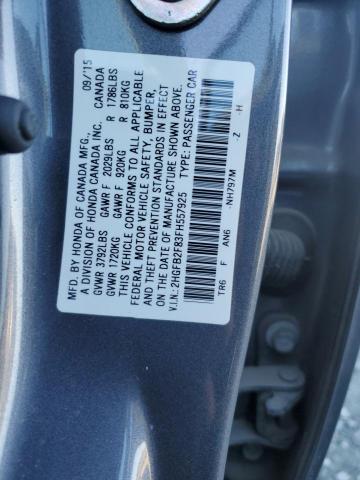 MFD. BY HONDA OF CANADA MFG., 09/15
A DIVISION OF HONDA CANADA INC. CANADA
GVWR 3792LBS GAWR F 2029LBS R 1786LBS
GVWR 1720KG GAWR F 920KG R 810KG
THIS VEHICLE CONFORMS TO ALL APPLICABLE
FEDERAL MOTOR VEHICLE SAFETY, BUMPER,
AND THEFT PREVENTION STANDARDS IN EFFECT ON
THE DATE OF MANUFACTURE SHOWN ABOVE.
V.I.N.: 2HGFB2F83FH557925 TYPE: PASSENGER CAR
TR6 F AN6 -NH797M -Z -H